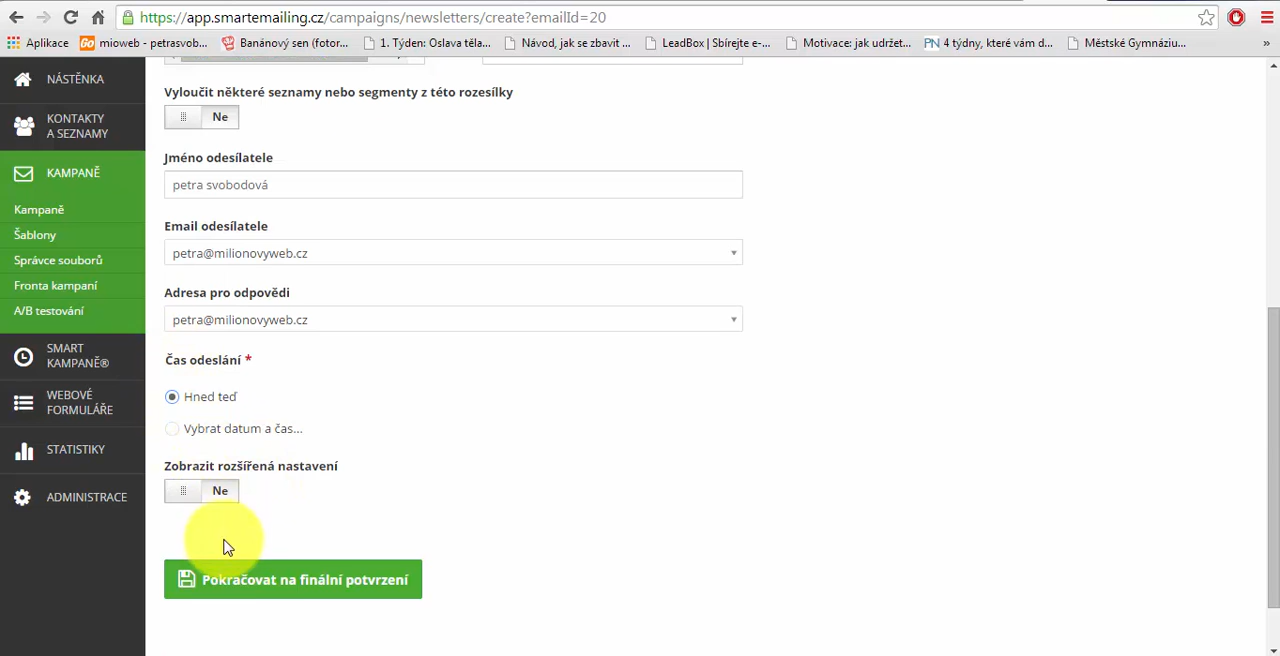 https://app.smartemailing.cz/campaigns/newsletters/create?emailId=20
Aplikace
Go mioweb - petrasvob...
Banánový sen (fotor...
1. Týden: Oslava těla...
Návod, jak se zbavit ...
LeadBox | Sbírejte e-...
Motivace: jak udržet...
PN 4 týdny, které vám d...
Městské Gymnáziu...
»
NÁSTĚNKA
KONTAKTY
A SEZNAMY
KAMPANĚ
Kampaně
Šablony
Správce souborů
Fronta kampaní
A/B testování
SMART
KAMPANĚ®
WEBOVÉ
FORMULÁŘE
STATISTIKY
ADMINISTRACE
Vyloučit některé seznamy nebo segmenty z této rozesílky
Ne
Jméno odesílatele
petra svobodová
Email odesílatele
petra@milionovyweb.cz
Adresa pro odpovědi
petra@milionovyweb.cz
Čas odeslání *
Hned teď
Vybrat datum a čas...
Zobrazit rozšířená nastavení
Ne
Pokračovat na finální potvrzení